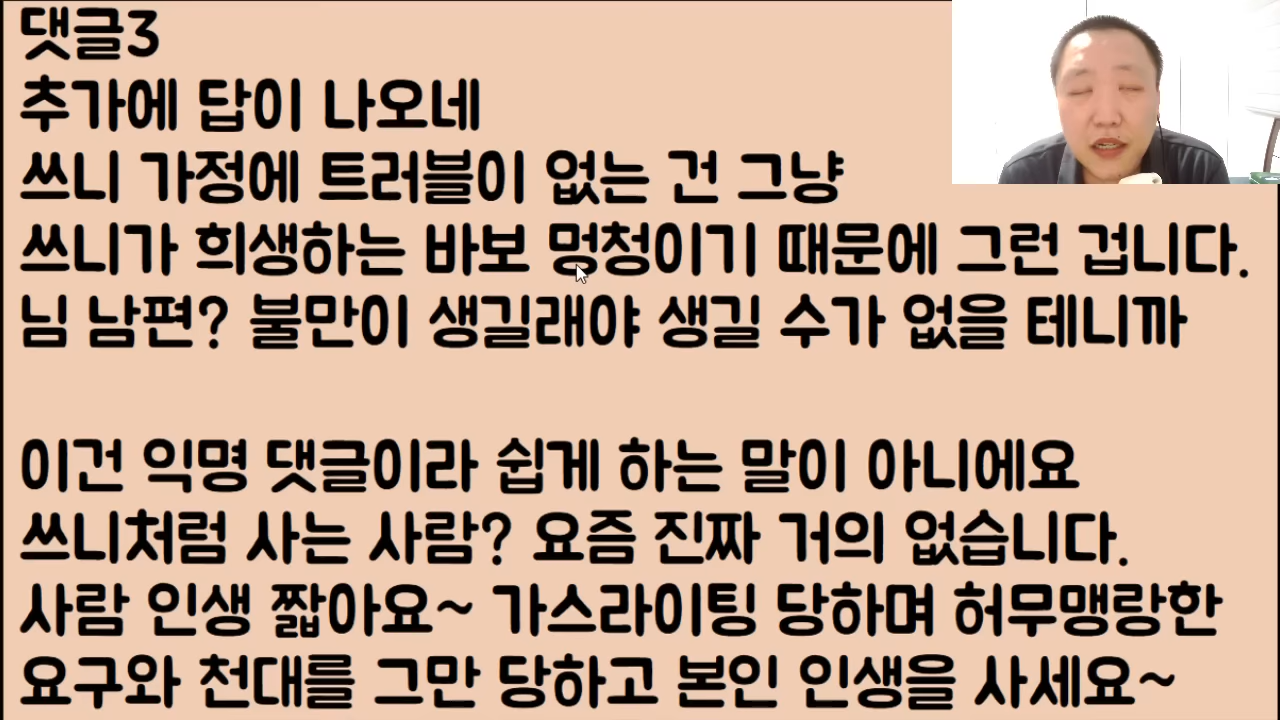 댓글3
추가에 답이 나오네
쓰니 가정에 트러블이 없는 건 그냥
쓰니가 희생하는 바보 멍청이기 때문에 그런 겁니다.
님 남편? 불만이 생길래야 생길 수가 없을 테니까
이건 익명 댓글이라 쉽게 하는 말이 아니에요
쓰니처럼 사는 사람? 요즘 진짜 거의 없습니다.
사람 인생 짧아요~ 가스라이팅 당하며 허무맹랑한
요구와 천대를 그만 당하고 본인 인생을 사세요~